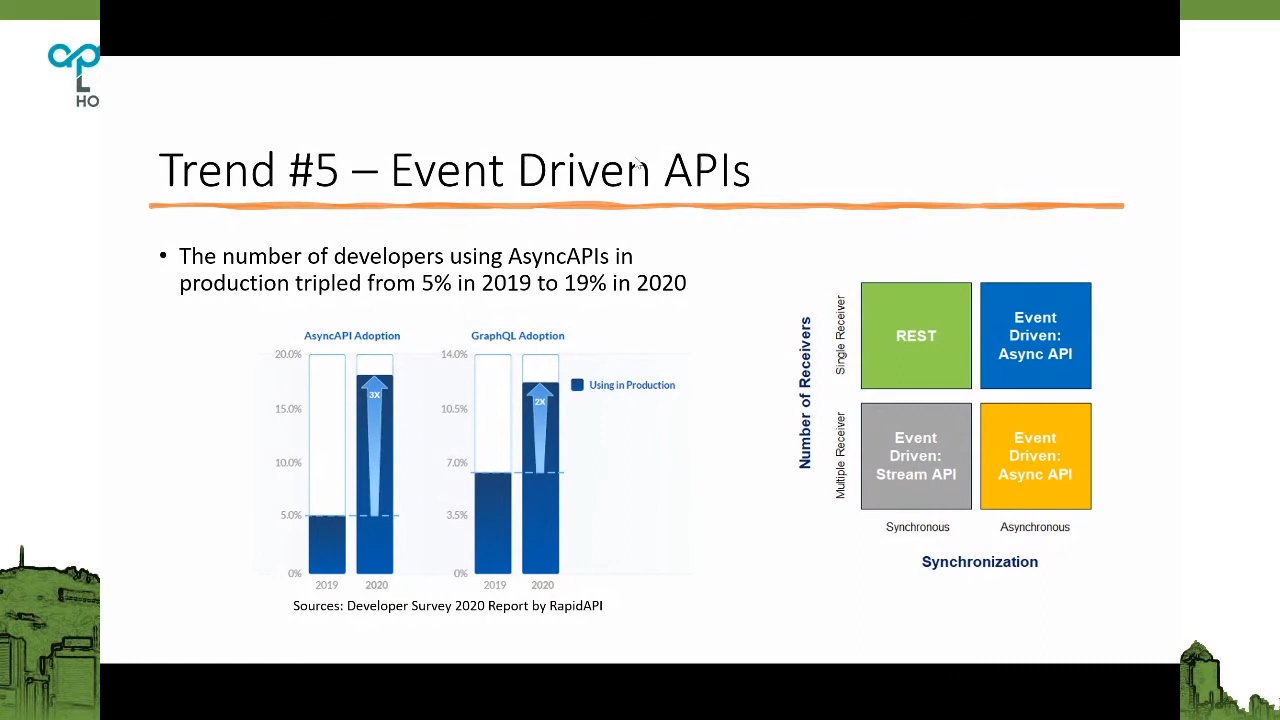 HO
Trend #5 – Event Driven APIs
• The number of developers using AsyncAPIs in
production tripled from 5% in 2019 to 19% in 2020
AsyncAPI Adoption
20.0%
15.0%
10.0%
5.0%
0%
3X
2019
2020
GraphQL Adoption
14.0%
10.5%
7.0%
3.5%
0%
2X
2019
2020
Using in Production
Sources: Developer Survey 2020 Report by RapidAPI
Number of Receivers
Single Receiver
Multiple Receiver
REST
Event
Driven:
Async API
Event
Driven:
Stream API
Event
Driven:
Async API
Synchronous
Asynchronous
Synchronization